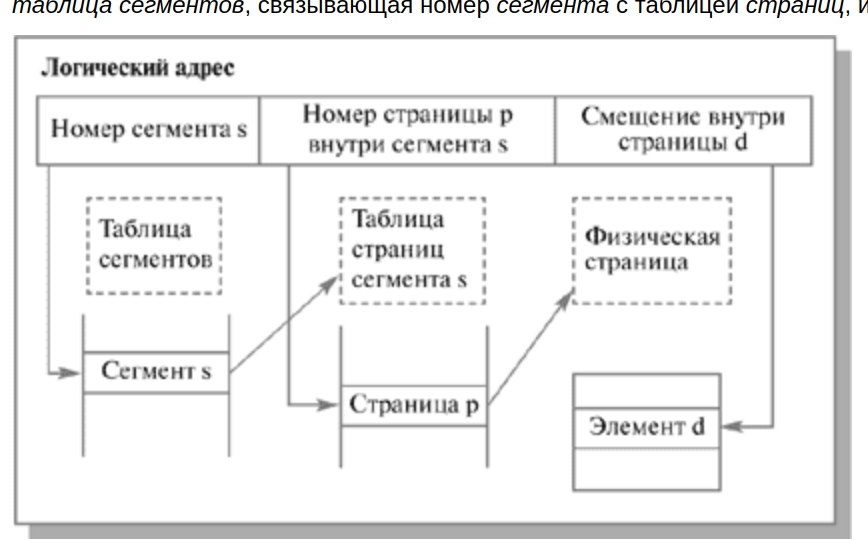 таблица сегментов, связывающая номер сегмента с таблицей страниц, и
Логический адрес
Номер сегмента s
Номер страницы p
внутри сегмента s
Смещение внутри
страницы d
Таблица
сегментов
Таблица
страниц
сегмента s
Физическая
страница
Сегмент s
Страница p
Элемент d